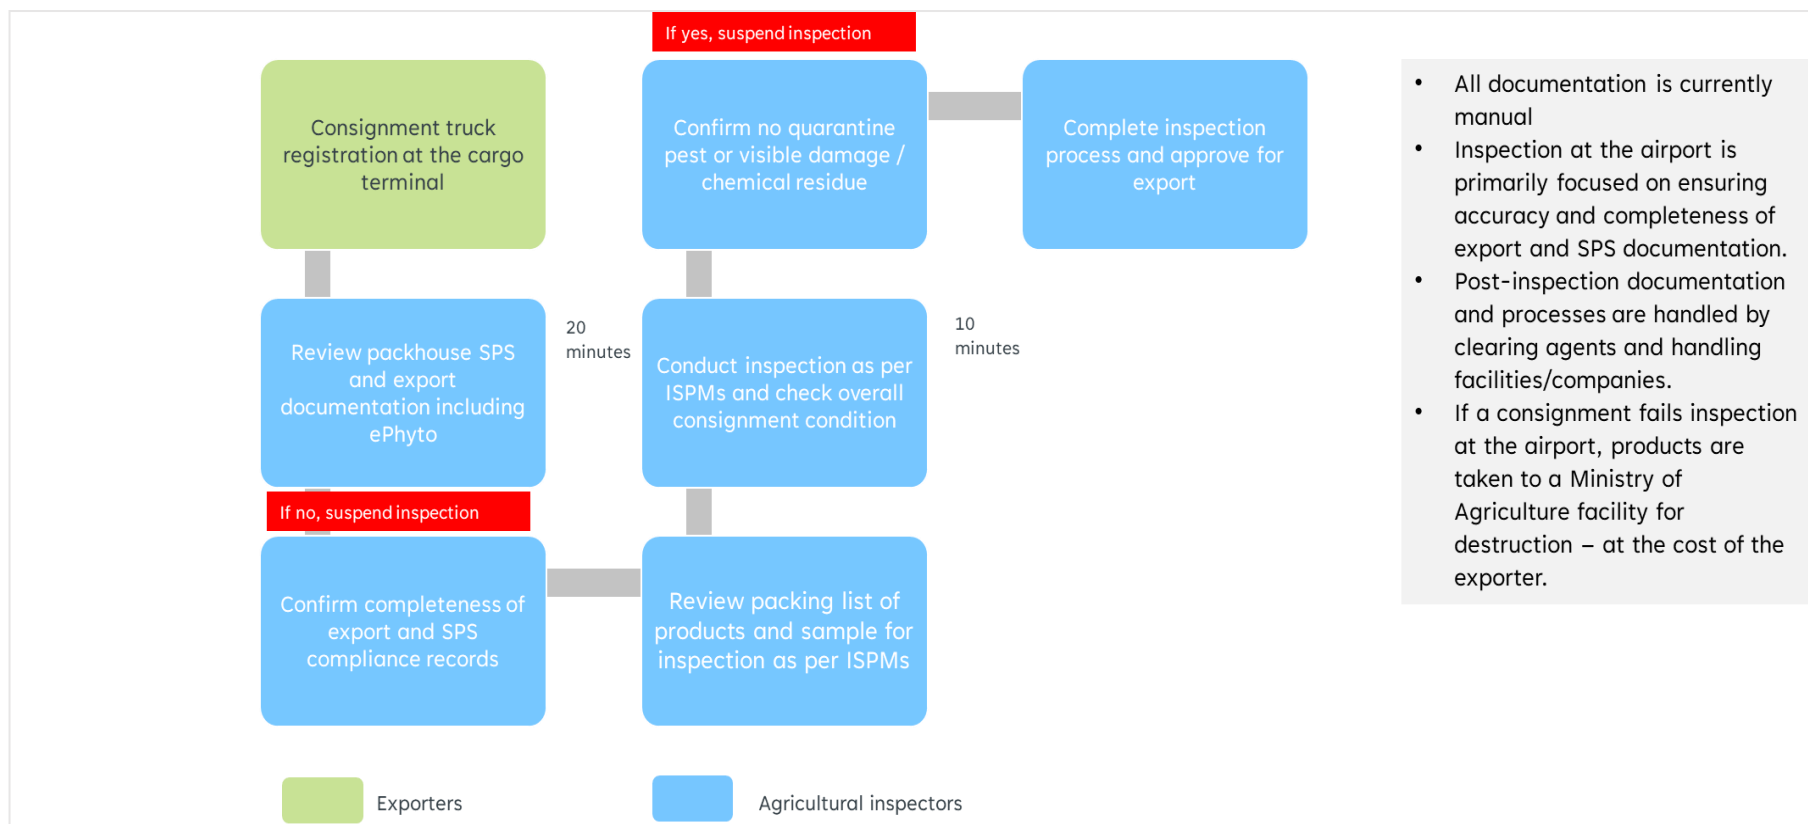 If yes, suspend inspection
Consignment truck
registration at the cargo
terminal
Confirm no quarantine
pest or visible damage /
chemical residue
Complete inspection
process and approve for
export
Review packhouse SPS
and export
documentation including
ePhyto
20
minutes
Conduct inspection as per
ISPMs and check overall
consignment condition
10
minutes
If no, suspend inspection
Confirm completeness of
export and SPS
compliance records
Review packing list of
products and sample for
inspection as per ISPMs
Exporters
Agricultural inspectors
• All documentation is currently
manual
• Inspection at the airport is
primarily focused on ensuring
accuracy and completeness of
export and SPS documentation.
• Post-inspection documentation
and processes are handled by
clearing agents and handling
facilities/companies.
• If a consignment fails inspection
at the airport, products are
taken to a Ministry of
Agriculture facility for
destruction – at the cost of the
exporter.